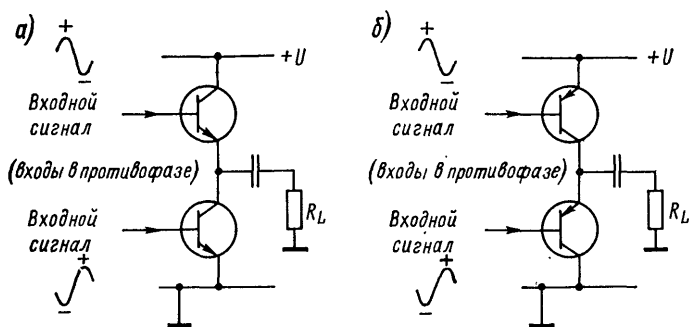 а)
+
−
+U
Входной
сигнал
(входы в противофазе)
R_L
Входной
сигнал
+
−
б)
+
−
+U
Входной
сигнал
(входы в противофазе)
R_L
Входной
сигнал
+
−